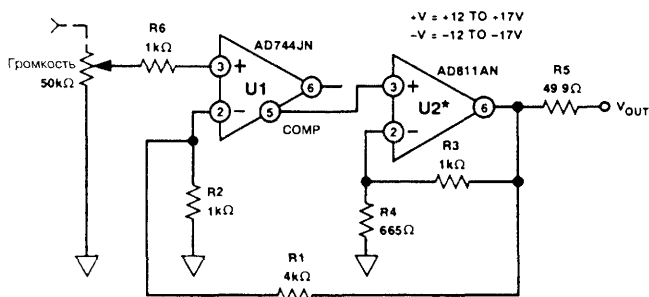 +V = +12 TO +17V
−V = −12 TO −17V
R6
1kΩ
AD744JN
Громкость
50kΩ
3
+
U1
6
2
−
5
COMP
AD811AN
3
+
U2*
6
2
−
R5
49 9Ω
VOUT
R3
1kΩ
R2
1kΩ
R4
665Ω
R1
4kΩ